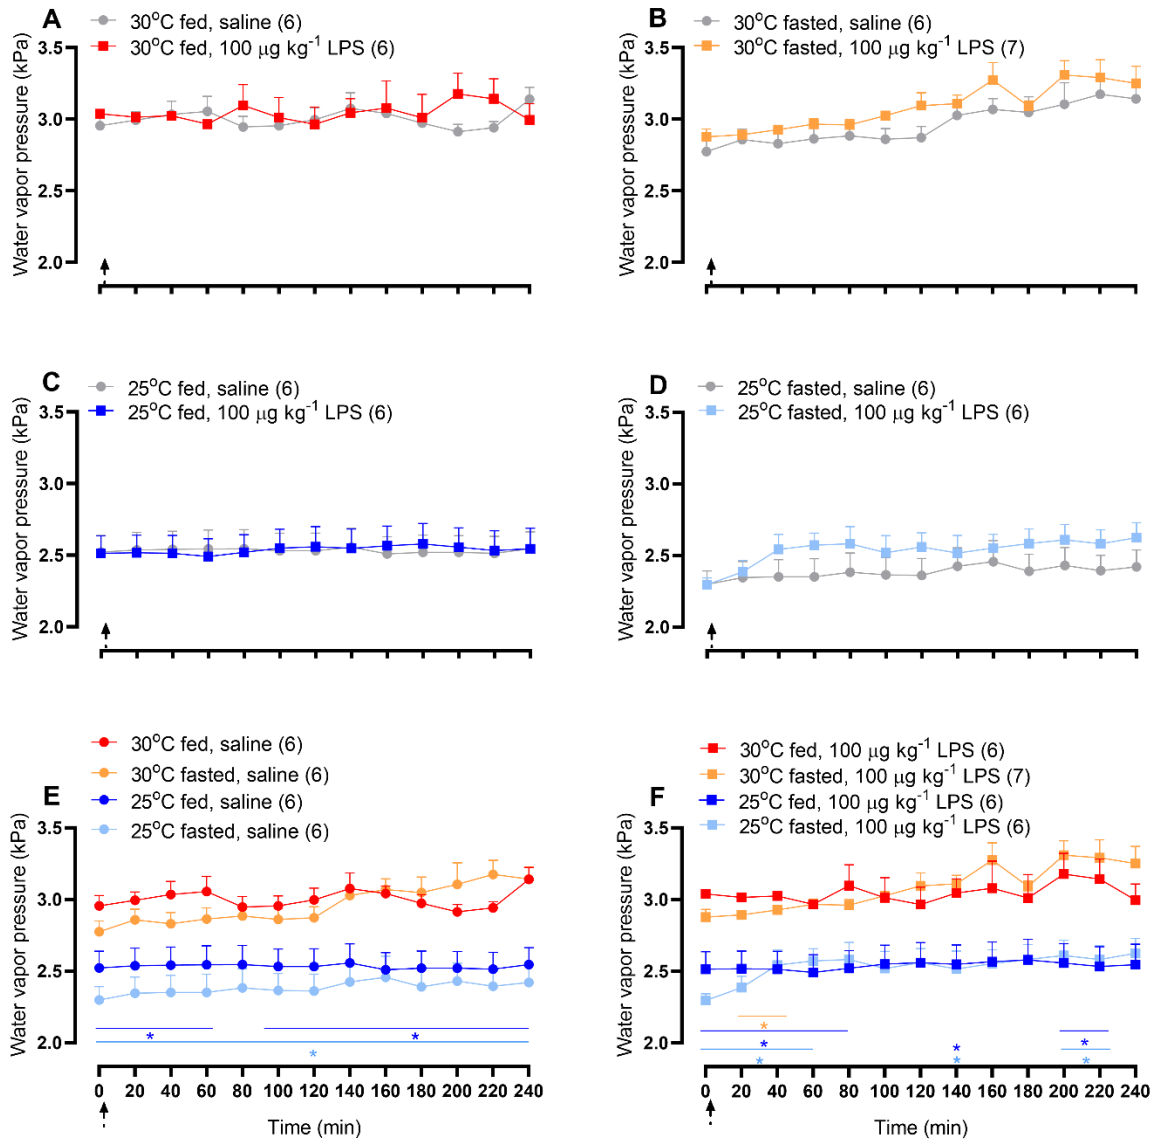 A
30°C fed, saline (6)
30°C fed, 100 μg kg⁻¹ LPS (6)
Water vapor pressure (kPa)
3.5
3.0
2.5
2.0
B
30°C fasted, saline (6)
30°C fasted, 100 μg kg⁻¹ LPS (7)
Water vapor pressure (kPa)
3.5
3.0
2.5
2.0
C
25°C fed, saline (6)
25°C fed, 100 μg kg⁻¹ LPS (6)
Water vapor pressure (kPa)
3.5
3.0
2.5
2.0
D
25°C fasted, saline (6)
25°C fasted, 100 μg kg⁻¹ LPS (6)
Water vapor pressure (kPa)
3.5
3.0
2.5
2.0
E
30°C fed, saline (6)
30°C fasted, saline (6)
25°C fed, saline (6)
25°C fasted, saline (6)
Water vapor pressure (kPa)
3.5
3.0
2.5
2.0
* *
*
0 20 40 60 80 100 120 140 160 180 200 220 240
Time (min)
F
30°C fed, 100 μg kg⁻¹ LPS (6)
30°C fasted, 100 μg kg⁻¹ LPS (7)
25°C fed, 100 μg kg⁻¹ LPS (6)
25°C fasted, 100 μg kg⁻¹ LPS (6)
Water vapor pressure (kPa)
3.5
3.0
2.5
2.0
*
* * *
* * *
0 20 40 60 80 100 120 140 160 180 200 220 240
Time (min)